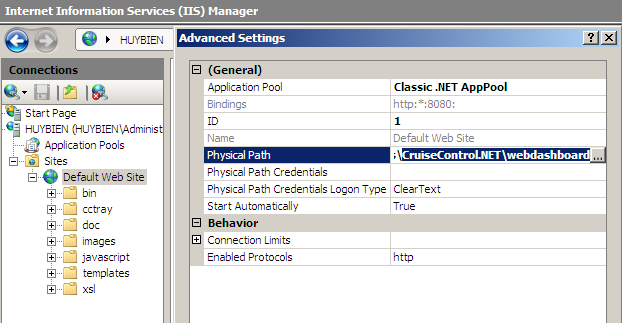 Internet Information Services (IIS) Manager
HUYBIEN
Connections
Start Page
HUYBIEN (HUYBIEN\Administ
Application Pools
Sites
Default Web Site
bin
cctray
doc
images
javascript
templates
xsl
Advanced Settings
(General)
Application Pool Classic .NET AppPool
Bindings http:*:8080:
ID 1
Name Default Web Site
Physical Path :\CruiseControl.NET\webdashboard ...
Physical Path Credentials
Physical Path Credentials Logon Type ClearText
Start Automatically True
Behavior
Connection Limits
Enabled Protocols http